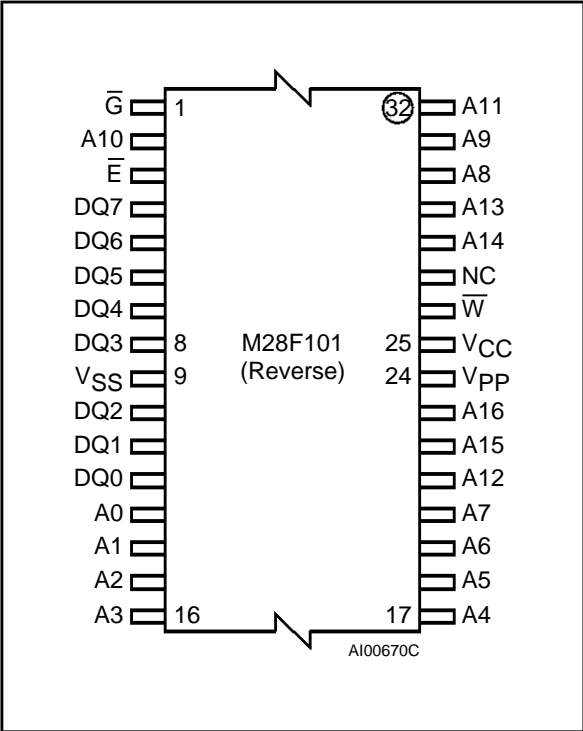 G̅ 1 32 A11
A10 A9
E̅ A8
DQ7 A13
DQ6 A14
DQ5 NC
DQ4 W̅
DQ3 8 M28F101 25 VCC
VSS 9 (Reverse) 24 VPP
DQ2 A16
DQ1 A15
DQ0 A12
A0 A7
A1 A6
A2 A5
A3 16 17 A4
AI00670C